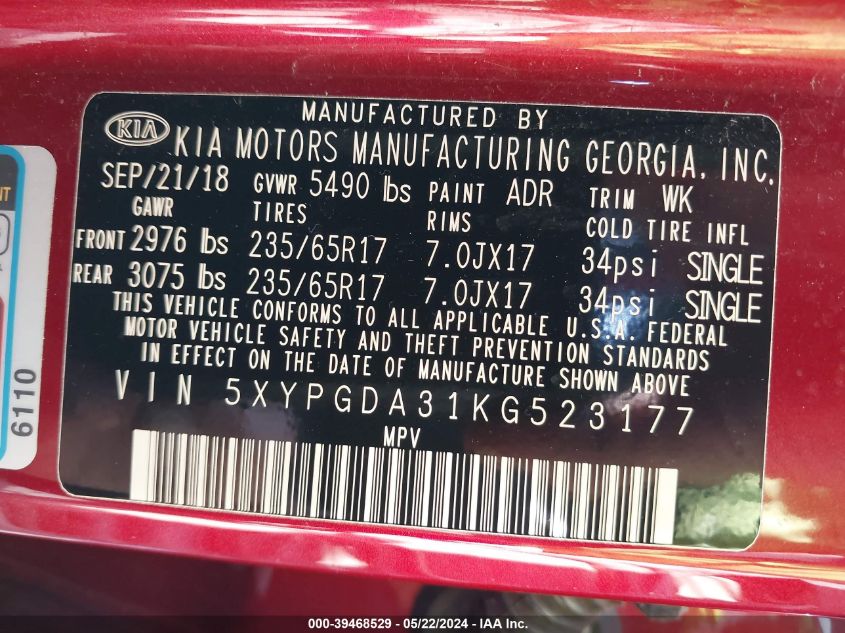 MANUFACTURED BY
KIA KIA MOTORS MANUFACTURING GEORGIA, INC.
SEP/21/18 GVWR 5490 lbs PAINT ADR TRIM WK
GAWR TIRES RIMS COLD TIRE INFL
FRONT 2976 lbs 235/65R17 7.0JX17 34psi SINGLE
REAR 3075 lbs 235/65R17 7.0JX17 34psi SINGLE
THIS VEHICLE CONFORMS TO ALL APPLICABLE U.S.A. FEDERAL
MOTOR VEHICLE SAFETY AND THEFT PREVENTION STANDARDS
IN EFFECT ON THE DATE OF MANUFACTURE SHOWN ABOVE
VIN 5XYPGDA31KG523177
MPV
6110
000-39468529 - 05/22/2024 - IAA Inc.